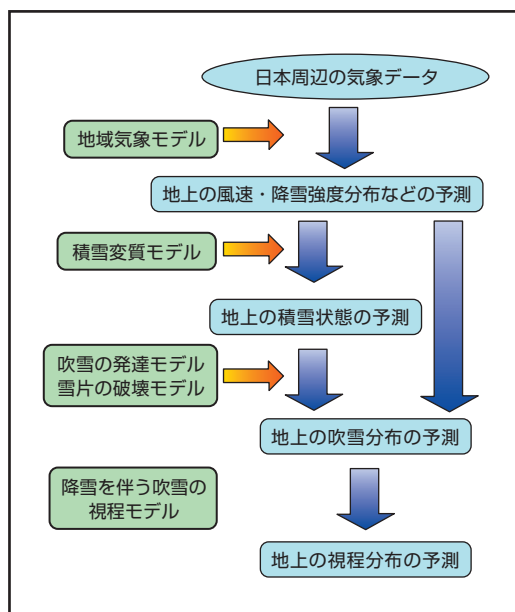 日本周辺の気象データ
地域気象モデル
地上の風速・降雪強度分布などの予測
積雪変質モデル
地上の積雪状態の予測
吹雪の発達モデル
雪片の破壊モデル
地上の吹雪分布の予測
降雪を伴う吹雪の
視程モデル
地上の視程分布の予測